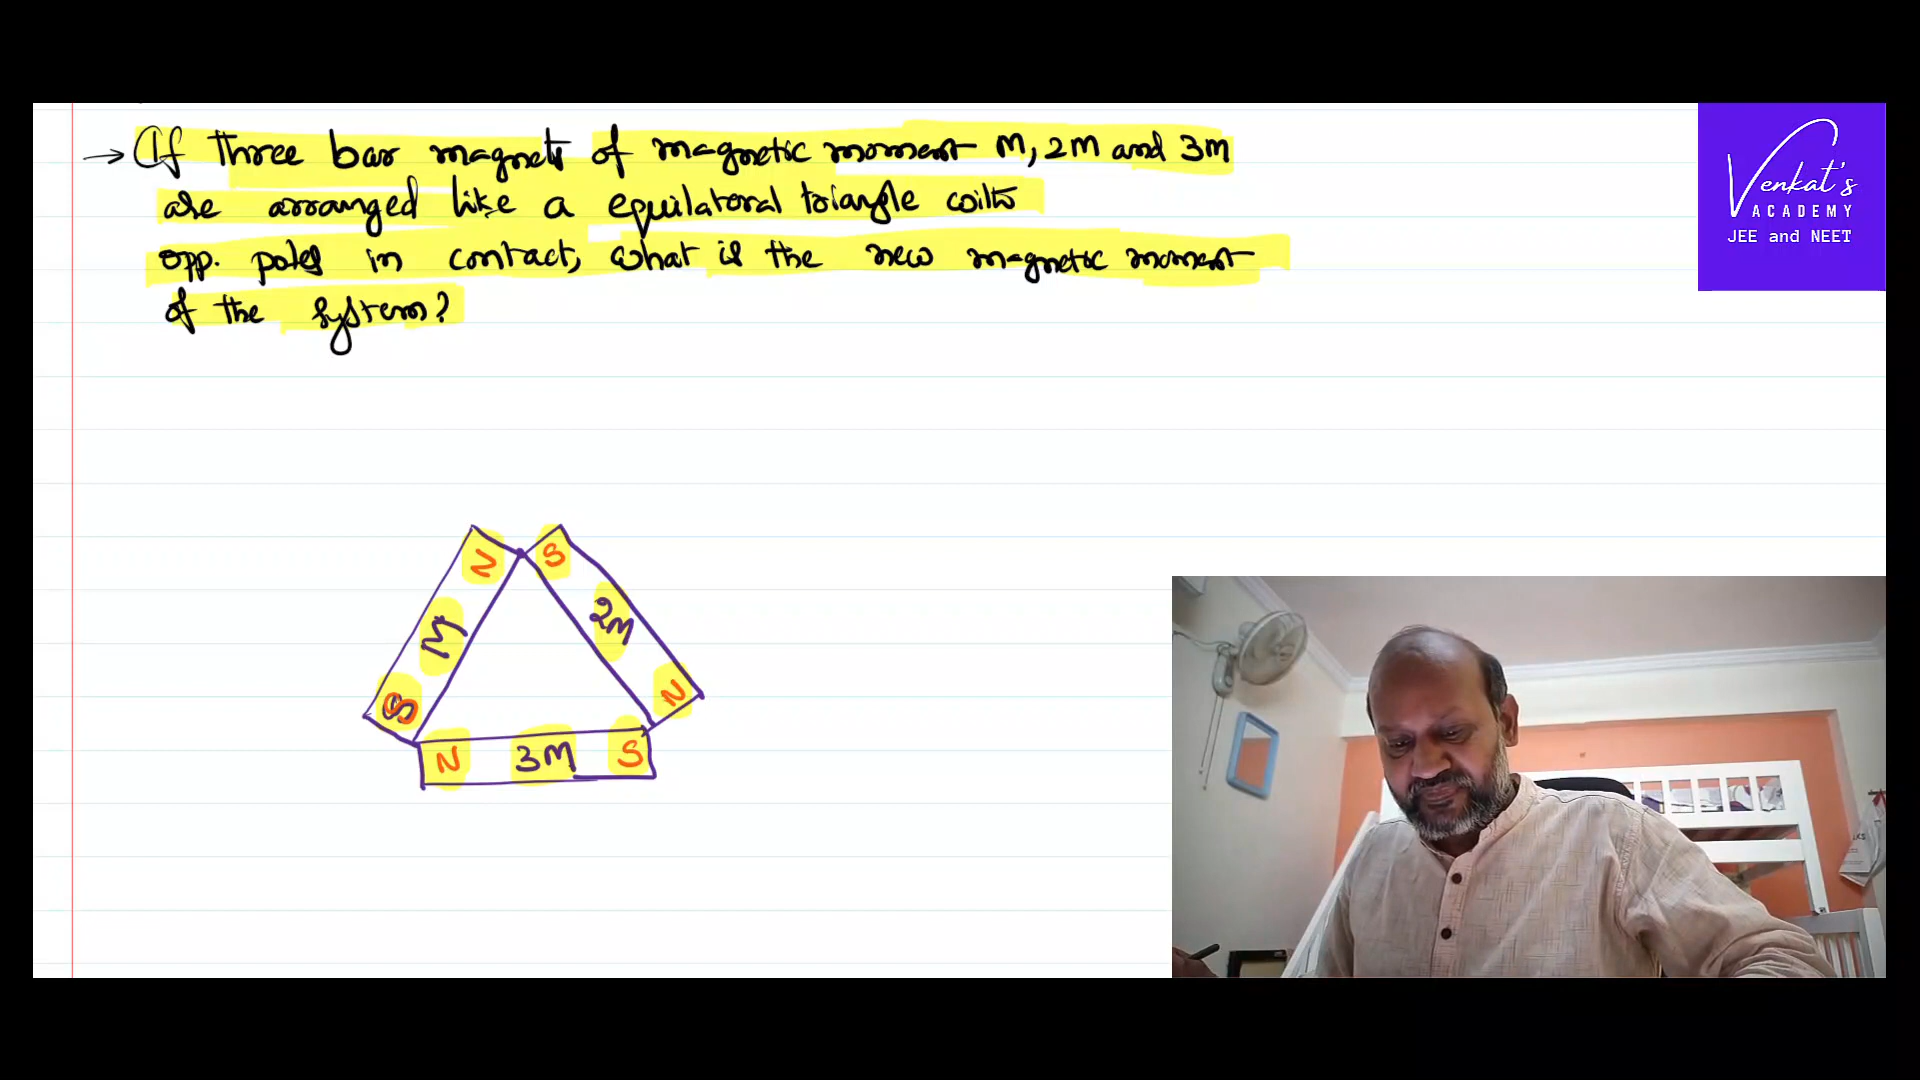 → If three bar magnets of magnetic moment M, 2M and 3M
are arranged like a equilateral triangle with
opp. poles in contact, what is the new magnetic moment
of the system?
Venkat's
ACADEMY
JEE and NEET
N S
M 2M
S N
N 3M S